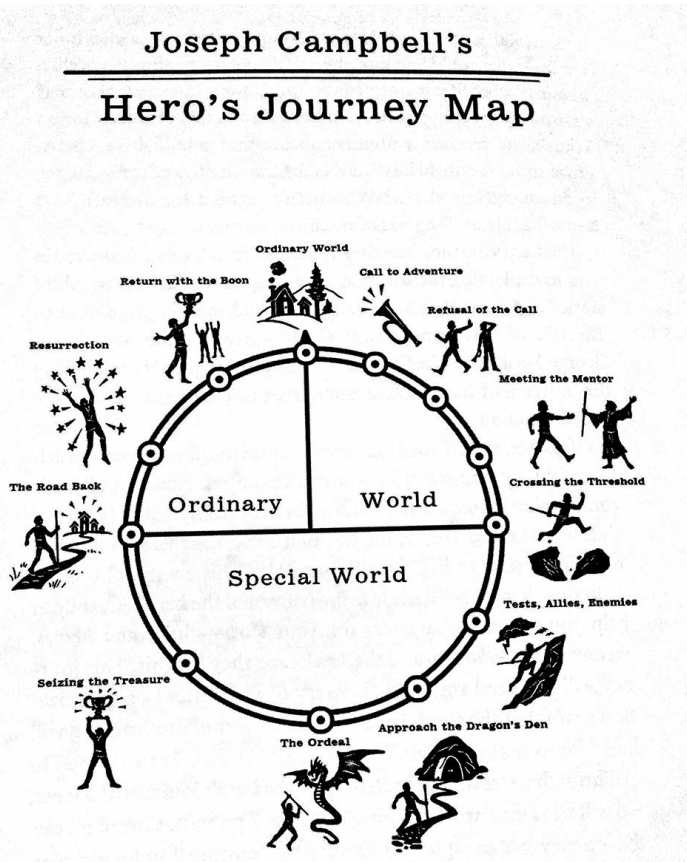 Joseph Campbell's
Hero's Journey Map
Ordinary World
Call to Adventure
Refusal of the Call
Meeting the Mentor
Crossing the Threshold
Tests, Allies, Enemies
Approach the Dragon's Den
The Ordeal
Seizing the Treasure
The Road Back
Resurrection
Return with the Boon
Ordinary World
Special World